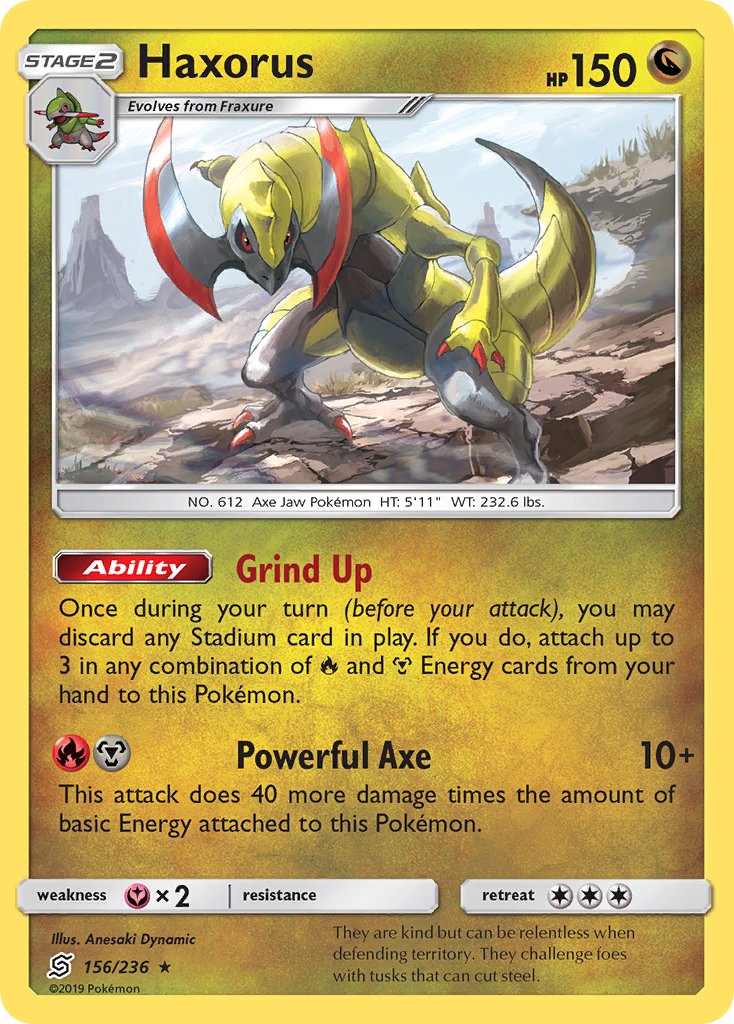 STAGE2
Haxorus
HP 150
Evolves from Fraxure
NO. 612 Axe Jaw Pokémon HT: 5'11" WT: 232.6 lbs.
Ability Grind Up
Once during your turn (before your attack), you may
discard any Stadium card in play. If you do, attach up to
3 in any combination of and Energy cards from your
hand to this Pokémon.
Powerful Axe 10+
This attack does 40 more damage times the amount of
basic Energy attached to this Pokémon.
weakness ×2 resistance retreat
Illus. Anesaki Dynamic
156/236 ★
©2019 Pokémon
They are kind but can be relentless when
defending territory. They challenge foes
with tusks that can cut steel.